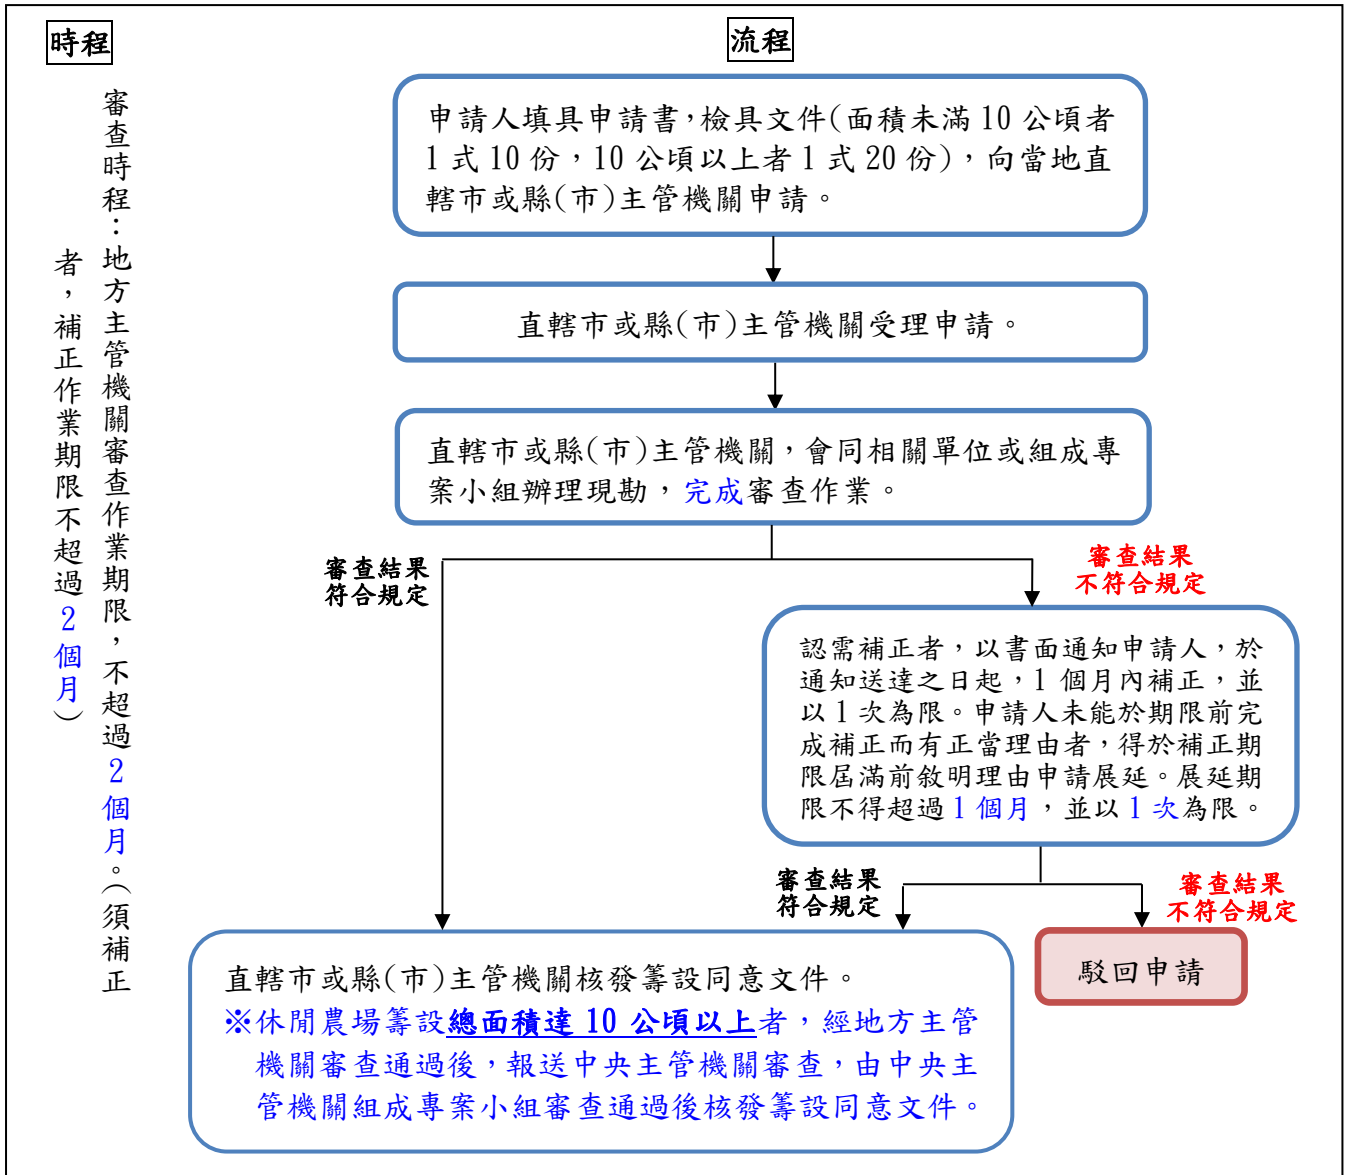 時程
流程
審查時程：地方主管機關審查作業期限，不超過2個月。（須補正
者，補正作業期限不超過2個月）
申請人填具申請書，檢具文件(面積未滿10公頃者
1式10份，10公頃以上者1式20份)，向當地直
轄市或縣(市)主管機關申請。
直轄市或縣(市)主管機關受理申請。
直轄市或縣(市)主管機關，會同相關單位或組成專
案小組辦理現勘，完成審查作業。
審查結果
符合規定
審查結果
不符合規定
認需補正者，以書面通知申請人，於
通知送達之日起，1個月內補正，並
以1次為限。申請人未能於期限前完
成補正而有正當理由者，得於補正期
限屆滿前敘明理由申請展延。展延期
限不得超過1個月，並以1次為限。
審查結果
符合規定
審查結果
不符合規定
直轄市或縣(市)主管機關核發籌設同意文件。
※休閒農場籌設總面積達10公頃以上者，經地方主管
機關審查通過後，報送中央主管機關審查，由中央主
管機關組成專案小組審查通過後核發籌設同意文件。
駁回申請